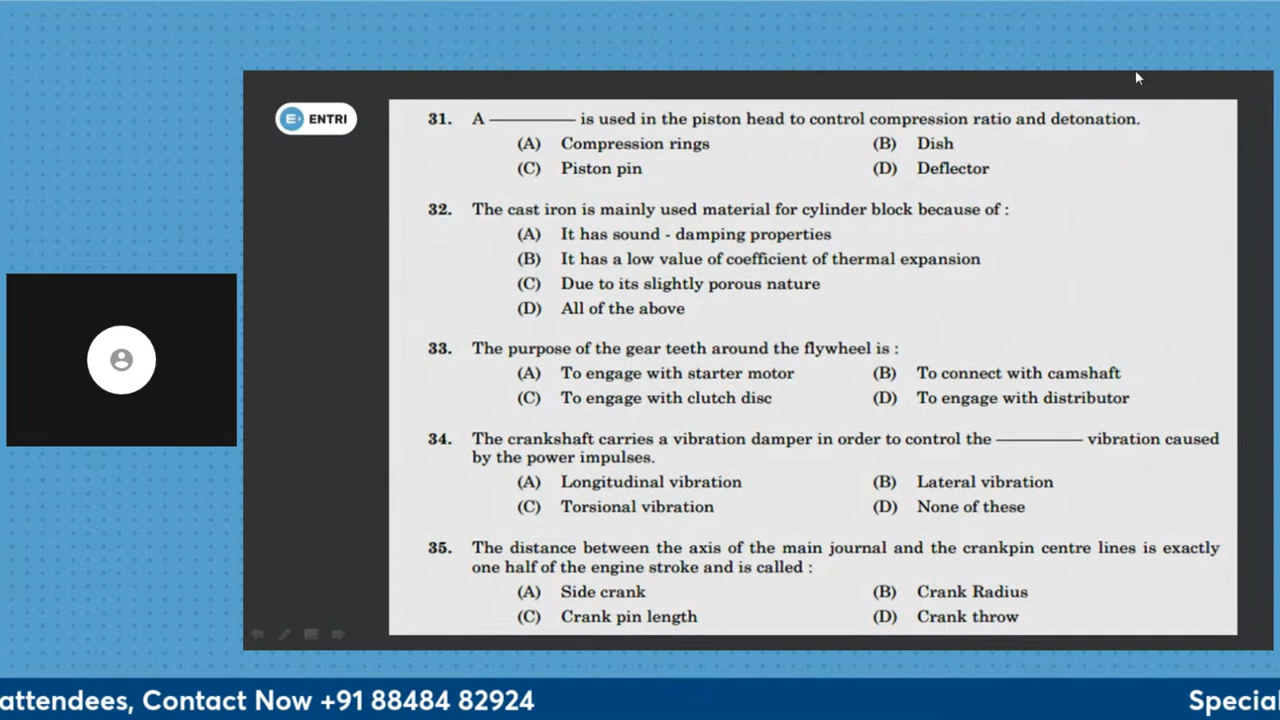 ENTRI
31. A ———— is used in the piston head to control compression ratio and detonation.
(A) Compression rings (B) Dish
(C) Piston pin (D) Deflector
32. The cast iron is mainly used material for cylinder block because of :
(A) It has sound - damping properties
(B) It has a low value of coefficient of thermal expansion
(C) Due to its slightly porous nature
(D) All of the above
33. The purpose of the gear teeth around the flywheel is :
(A) To engage with starter motor (B) To connect with camshaft
(C) To engage with clutch disc (D) To engage with distributor
34. The crankshaft carries a vibration damper in order to control the ———— vibration caused
by the power impulses.
(A) Longitudinal vibration (B) Lateral vibration
(C) Torsional vibration (D) None of these
35. The distance between the axis of the main journal and the crankpin centre lines is exactly
one half of the engine stroke and is called :
(A) Side crank (B) Crank Radius
(C) Crank pin length (D) Crank throw
attendees, Contact Now +91 88484 82924 Special